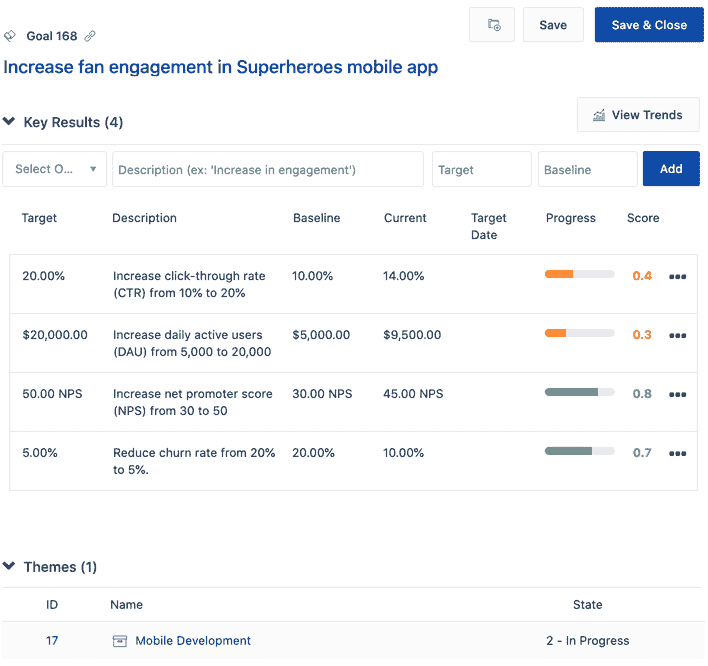 Goal 168
Save
Save & Close
Increase fan engagement in Superheroes mobile app
Key Results (4)
View Trends
Select O...
Description (ex: 'Increase in engagement')
Target
Baseline
Add
Target Description Baseline Current Target Date Progress Score
20.00% Increase click-through rate 10.00% 14.00% 0.4
(CTR) from 10% to 20%
$20,000.00 Increase daily active users $5,000.00 $9,500.00 0.3
(DAU) from 5,000 to 20,000
50.00 NPS Increase net promoter score 30.00 NPS 45.00 NPS 0.8
(NPS) from 30 to 50
5.00% Reduce churn rate from 20% 20.00% 10.00% 0.7
to 5%.
Themes (1)
ID Name State
17 Mobile Development 2 - In Progress